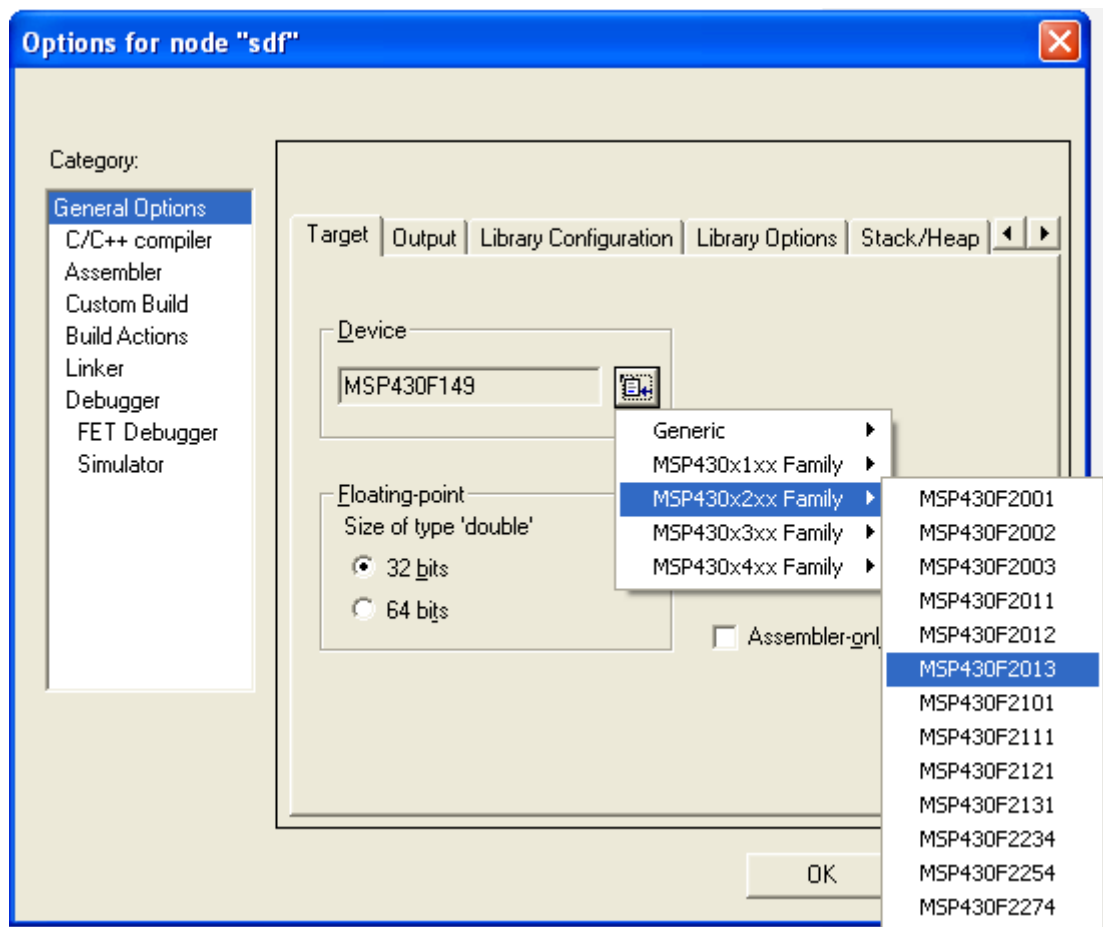 Options for node "sdf"
Category:
General Options
C/C++ compiler
Assembler
Custom Build
Build Actions
Linker
Debugger
FET Debugger
Simulator
Target
Output
Library Configuration
Library Options
Stack/Heap
Device
MSP430F149
Generic
MSP430x1xx Family
MSP430x2xx Family
MSP430x3xx Family
MSP430x4xx Family
Floating-point
Size of type 'double'
32 bits
64 bits
Assembler-onl
MSP430F2001
MSP430F2002
MSP430F2003
MSP430F2011
MSP430F2012
MSP430F2013
MSP430F2101
MSP430F2111
MSP430F2121
MSP430F2131
MSP430F2234
MSP430F2254
MSP430F2274
OK